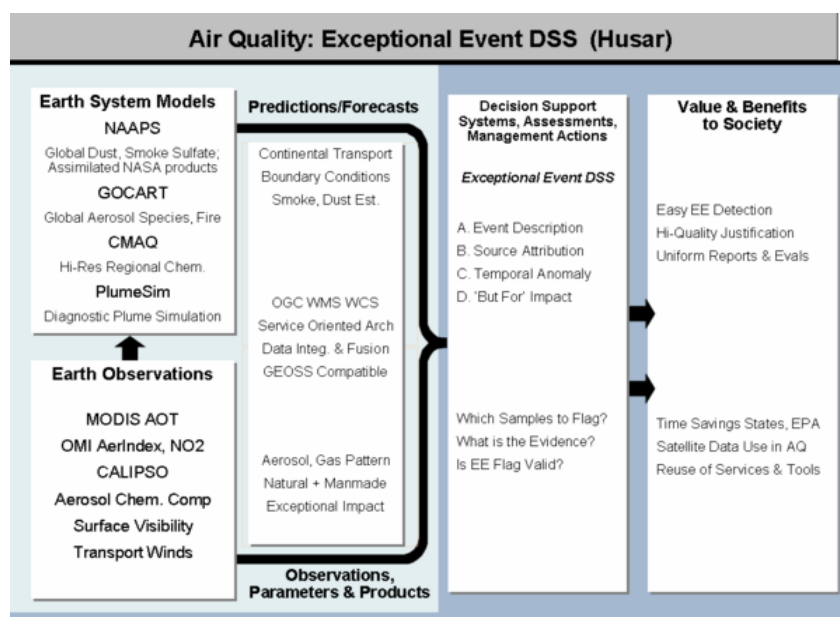 Air Quality: Exceptional Event DSS (Husar)
Earth System Models
NAAPS
Global Dust, Smoke Sulfate;
Assimilated NASA products
GOCART
Global Aerosol Species, Fire
CMAQ
Hi-Res Regional Chem.
PlumeSim
Diagnostic Plume Simulation
Earth Observations
MODIS AOT
OMI AerIndex, NO2
CALIPSO
Aerosol Chem. Comp
Surface Visibility
Transport Winds
Predictions/Forecasts
Continental Transport
Boundary Conditions
Smoke, Dust Est.
OGC WMS WCS
Service Oriented Arch
Data Integ. & Fusion
GEOSS Compatible
Aerosol, Gas Pattern
Natural + Manmade
Exceptional Impact
Observations,
Parameters & Products
Decision Support
Systems, Assessments,
Management Actions
Exceptional Event DSS
A. Event Description
B. Source Attribution
C. Temporal Anomaly
D. 'But For' Impact
Which Samples to Flag?
What is the Evidence?
Is EE Flag Valid?
Value & Benefits
to Society
Easy EE Detection
Hi-Quality Justification
Uniform Reports & Evals
Time Savings States, EPA
Satellite Data Use in AQ
Reuse of Services & Tools